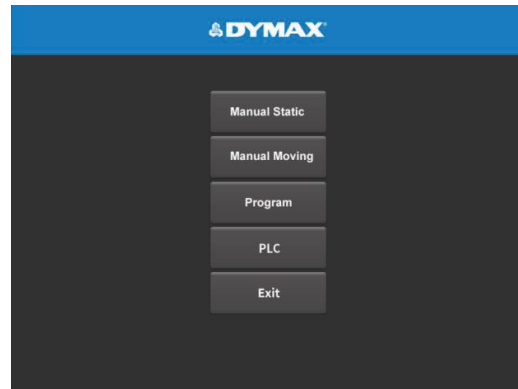 DYMAX
Manual Static
Manual Moving
Program
PLC
Exit